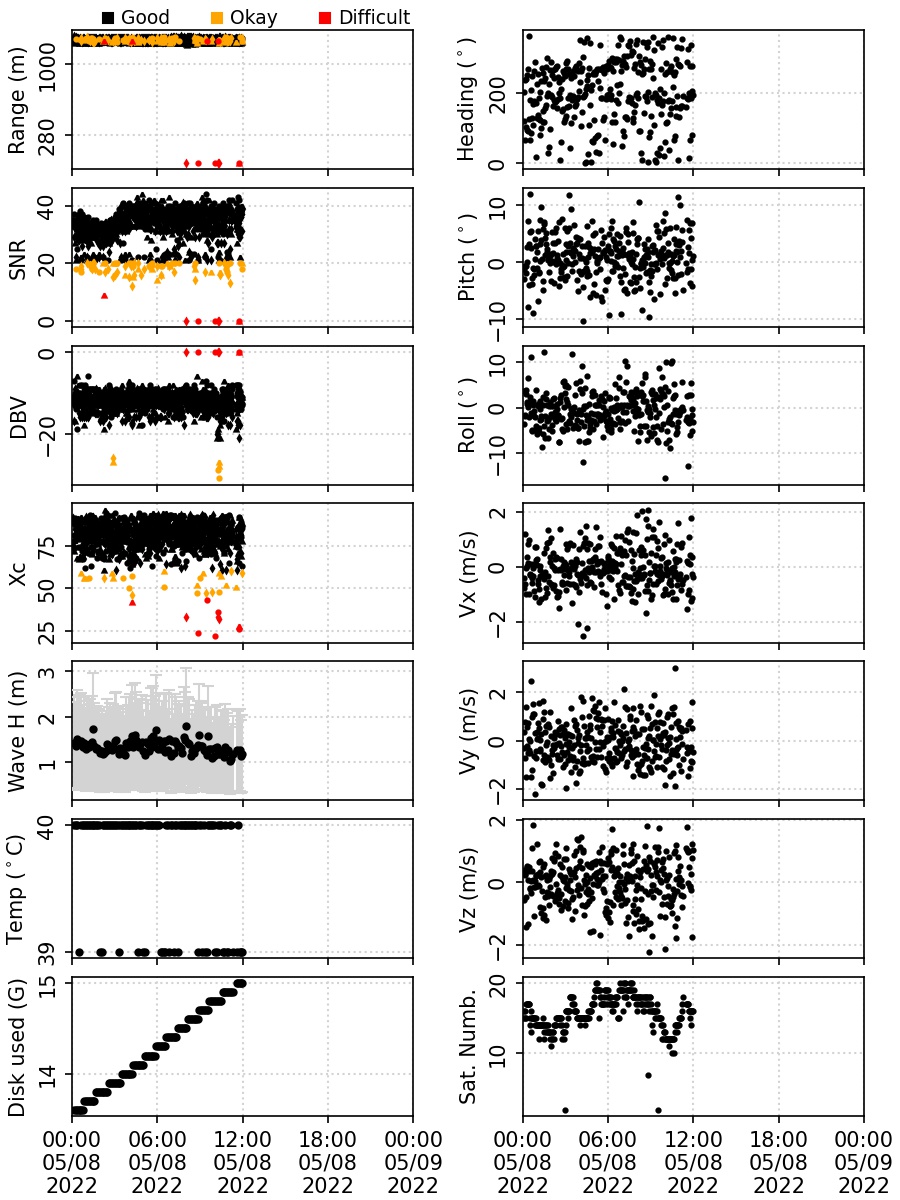 Good Okay Difficult
Range (m)
1000
280
Heading (°)
200
0
SNR
40
20
0
Pitch (°)
10
0
−10
DBV
0
−20
Roll (°)
10
0
−10
Xc
75
50
25
Vx (m/s)
2
0
−2
Wave H (m)
3
2
1
Vy (m/s)
2
0
−2
Temp (°C)
40
39
Vz (m/s)
2
0
−2
Disk used (G)
15
14
Sat. Numb.
20
10
00:00 06:00 12:00 18:00 00:00
05/08 05/08 05/08 05/08 05/09
2022 2022 2022 2022 2022
00:00 06:00 12:00 18:00 00:00
05/08 05/08 05/08 05/08 05/09
2022 2022 2022 2022 2022